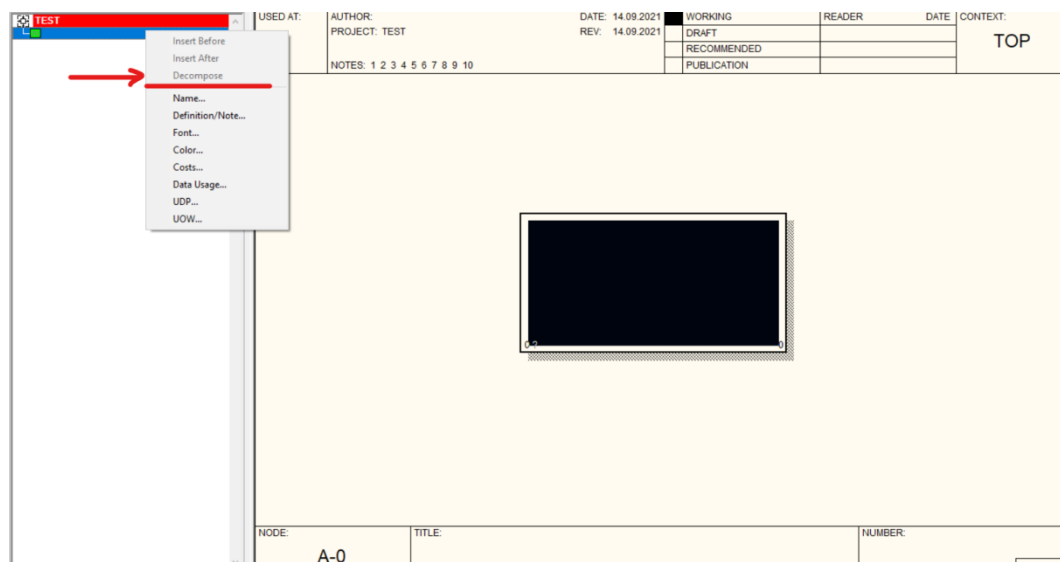 TEST
Insert Before
Insert After
Decompose
Name...
Definition/Note...
Font...
Color...
Costs...
Data Usage...
UDP...
UOW...
USED AT:
AUTHOR:
PROJECT: TEST
NOTES: 1 2 3 4 5 6 7 8 9 10
DATE: 14.09.2021
REV: 14.09.2021
WORKING
DRAFT
RECOMMENDED
PUBLICATION
READER
DATE
CONTEXT:
TOP
0
NODE:
A-0
TITLE:
NUMBER: